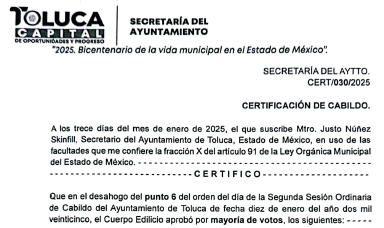 TOLUCA
CAPITAL
DE OPORTUNIDADES Y PROGRESO
SECRETARÍA DEL
AYUNTAMIENTO
"2025. Bicentenario de la vida municipal en el Estado de México".
SECRETARÍA DEL AYTTO.
CERT/030/2025
CERTIFICACIÓN DE CABILDO.
A los trece días del mes de enero de 2025, el que suscribe Mtro. Justo Núñez
Skinfill, Secretario del Ayuntamiento de Toluca, Estado de México, en uso de las
facultades que me confiere la fracción X del artículo 91 de la Ley Orgánica Municipal
del Estado de México. - - - - - - - - - - - - - - - - - - - - - - - - - - - - - - - - - - - - - - - -
- - - - - - - - - - - - - - - - - - - - - - C E R T I F I C O - - - - - - - - - - - - - - - - - - - - - - - -
Que en el desahogo del punto 6 del orden del día de la Segunda Sesión Ordinaria
de Cabildo del Ayuntamiento de Toluca de fecha diez de enero del año dos mil
veinticinco, el Cuerpo Edilicio aprobó por mayoría de votos, los siguientes: - - - - -